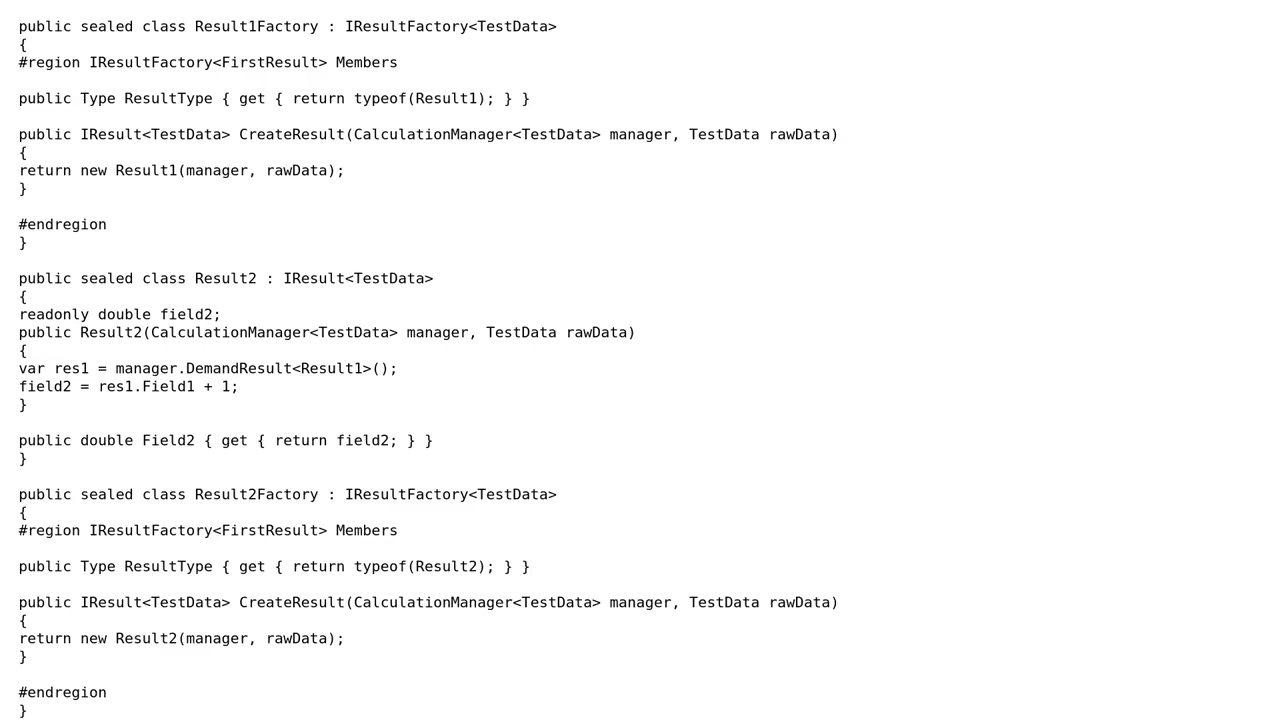 public sealed class Result1Factory : IResultFactory<TestData>
{
#region IResultFactory<FirstResult> Members

public Type ResultType { get { return typeof(Result1); } }

public IResult<TestData> CreateResult(CalculationManager<TestData> manager, TestData rawData)
{
return new Result1(manager, rawData);
}

#endregion
}

public sealed class Result2 : IResult<TestData>
{
readonly double field2;
public Result2(CalculationManager<TestData> manager, TestData rawData)
{
var res1 = manager.DemandResult<Result1>();
field2 = res1.Field1 + 1;
}

public double Field2 { get { return field2; } }
}

public sealed class Result2Factory : IResultFactory<TestData>
{
#region IResultFactory<FirstResult> Members

public Type ResultType { get { return typeof(Result2); } }

public IResult<TestData> CreateResult(CalculationManager<TestData> manager, TestData rawData)
{
return new Result2(manager, rawData);
}

#endregion
}